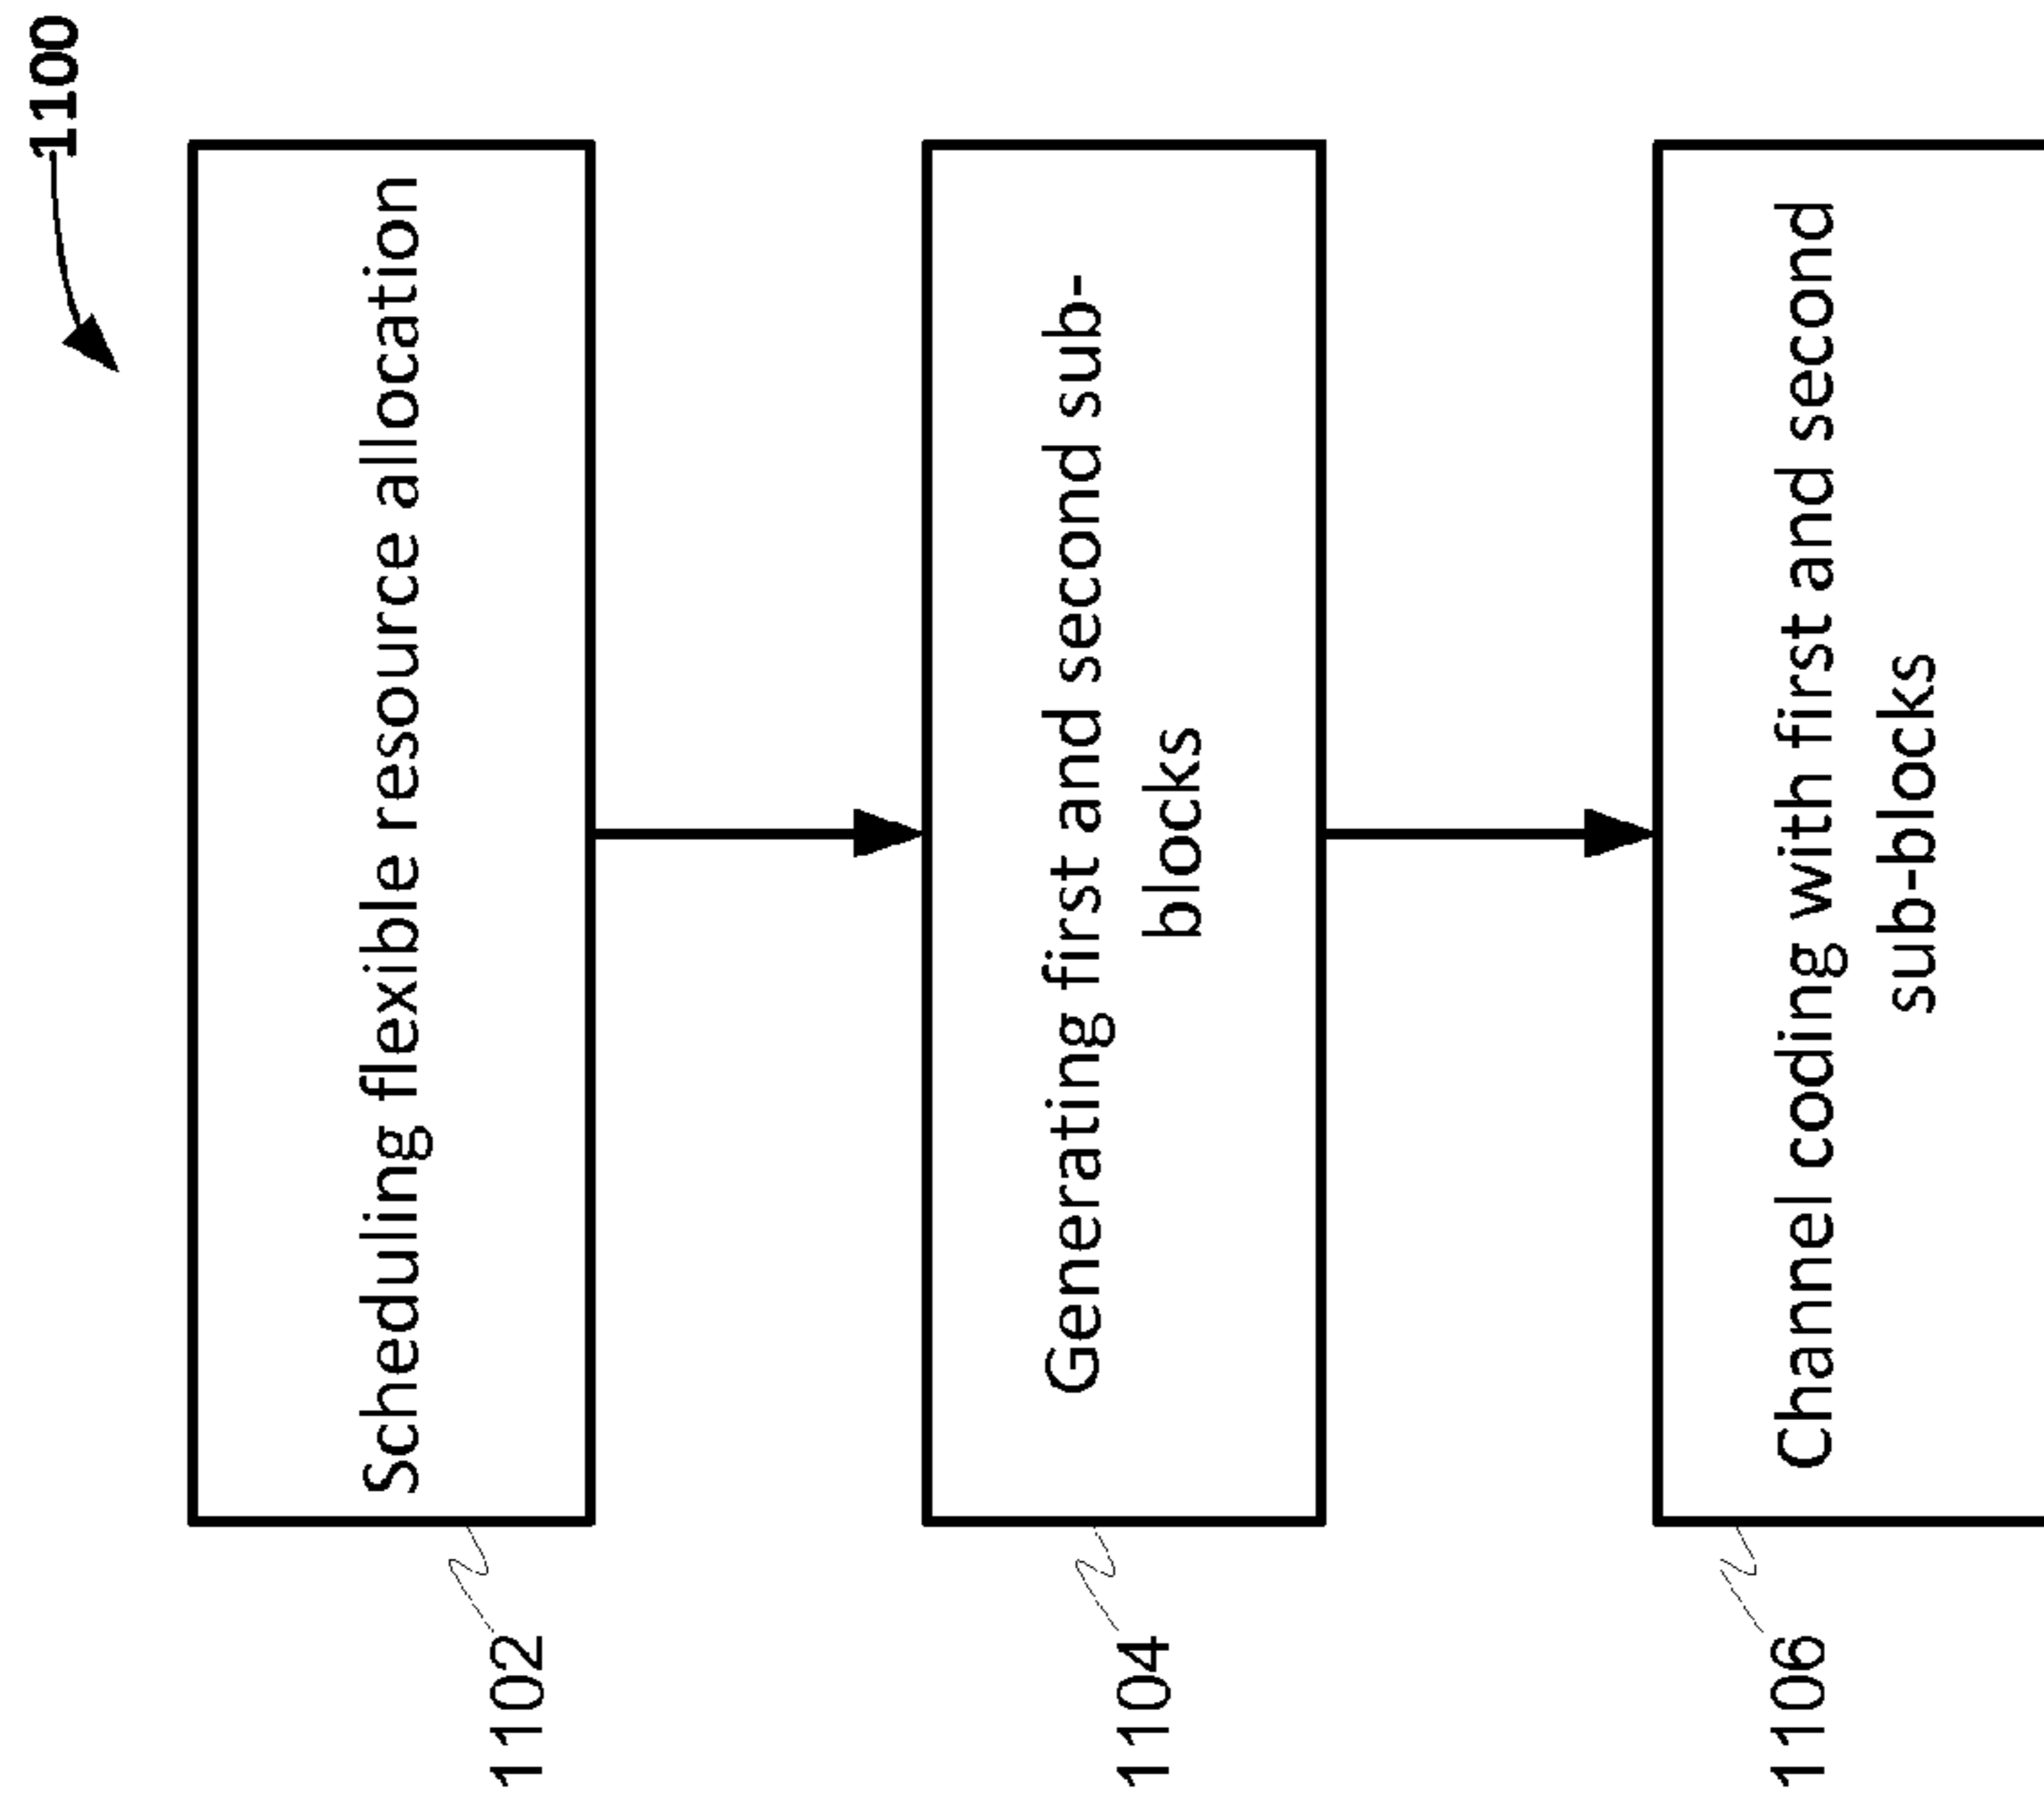 1100
Scheduling flexible resource allocation
1102
Generating first and second sub-
blocks
1104
Channel coding with first and second
sub-blocks
1106